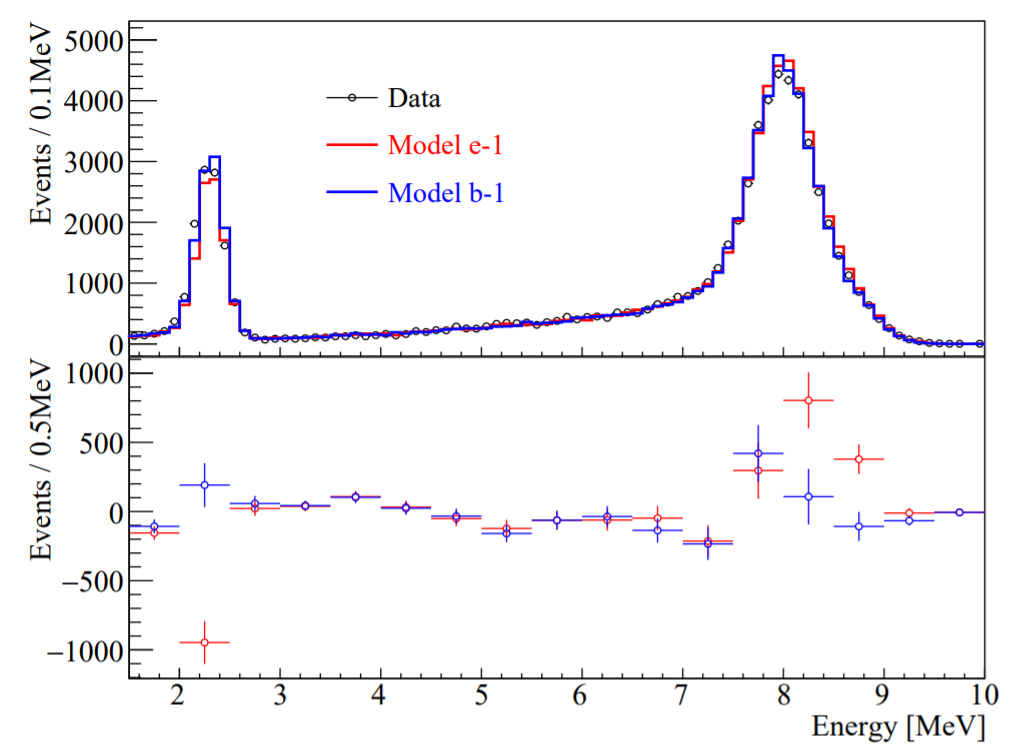 Events / 0.1MeV
5000
4000
3000
2000
1000
0
Data
Model e-1
Model b-1
Events / 0.5MeV
1000
500
0
−500
−1000
2 3 4 5 6 7 8 9 10
Energy [MeV]